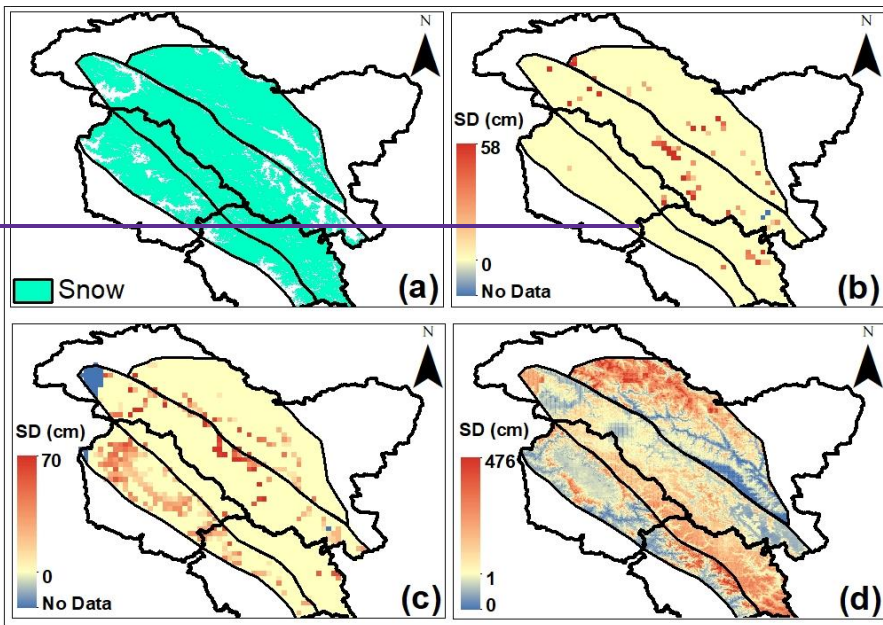 N
Snow
(a)
N
SD (cm)
58
0
No Data
(b)
N
SD (cm)
70
0
No Data
(c)
N
SD (cm)
476
1
0
(d)